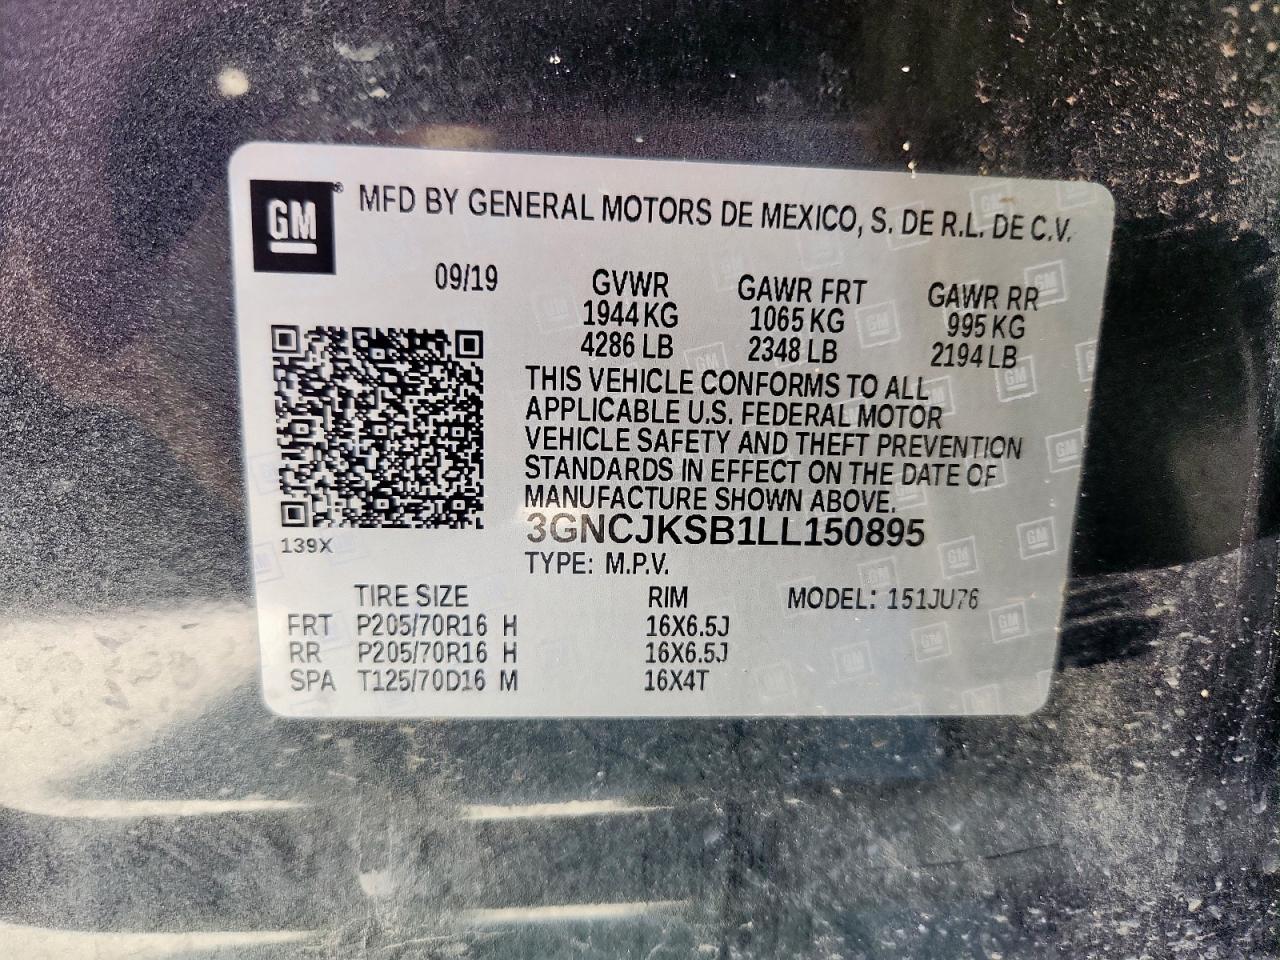 GM® MFD BY GENERAL MOTORS DE MEXICO, S. DE R.L. DE C.V.
09/19 GVWR GAWR FRT GAWR RR
1944 KG 1065 KG 995 KG
4286 LB 2348 LB 2194 LB
THIS VEHICLE CONFORMS TO ALL
APPLICABLE U.S. FEDERAL MOTOR
VEHICLE SAFETY AND THEFT PREVENTION
STANDARDS IN EFFECT ON THE DATE OF
MANUFACTURE SHOWN ABOVE.
3GNCJKSB1LL150895
139X
TYPE: M.P.V.
TIRE SIZE RIM MODEL: 151JU76
FRT P205/70R16 H 16X6.5J
RR P205/70R16 H 16X6.5J
SPA T125/70D16 M 16X4T